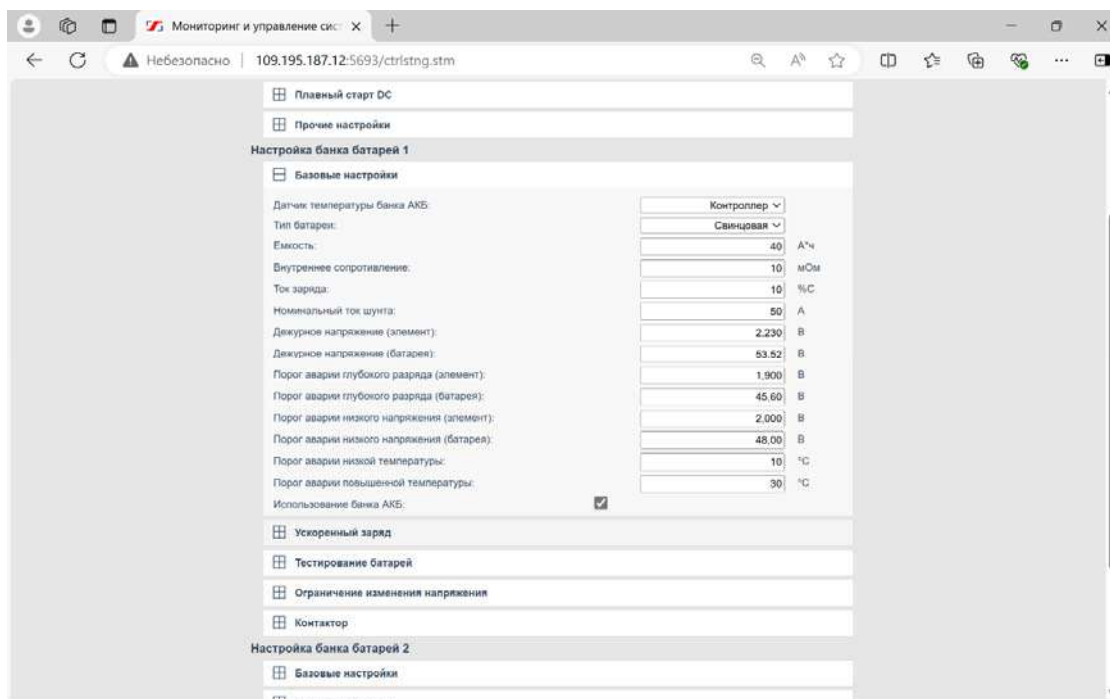 Мониторинг и управление сис
Небезопасно | 109.195.187.12:5693/ctrlstng.stm
Плавный старт DC
Прочие настройки
Настройка банка батарей 1
Базовые настройки
Датчик температуры банка АКБ: Контроллер
Тип батареи: Свинцовая
Емкость: 40 А*ч
Внутреннее сопротивление: 10 мОм
Ток заряда: 10 %C
Номинальный ток шунта: 50 А
Дежурное напряжение (элемент): 2.230 В
Дежурное напряжение (батарея): 53.52 В
Порог аварии глубокого разряда (элемент): 1,900 В
Порог аварии глубокого разряда (батарея): 45,60 В
Порог аварии низкого напряжения (элемент): 2,000 В
Порог аварии низкого напряжения (батарея): 48,00 В
Порог аварии низкой температуры: 10 °C
Порог аварии повышенной температуры: 30 °C
Использование банка АКБ:
Ускоренный заряд
Тестирование батарей
Ограничение изменения напряжения
Контактор
Настройка банка батарей 2
Базовые настройки